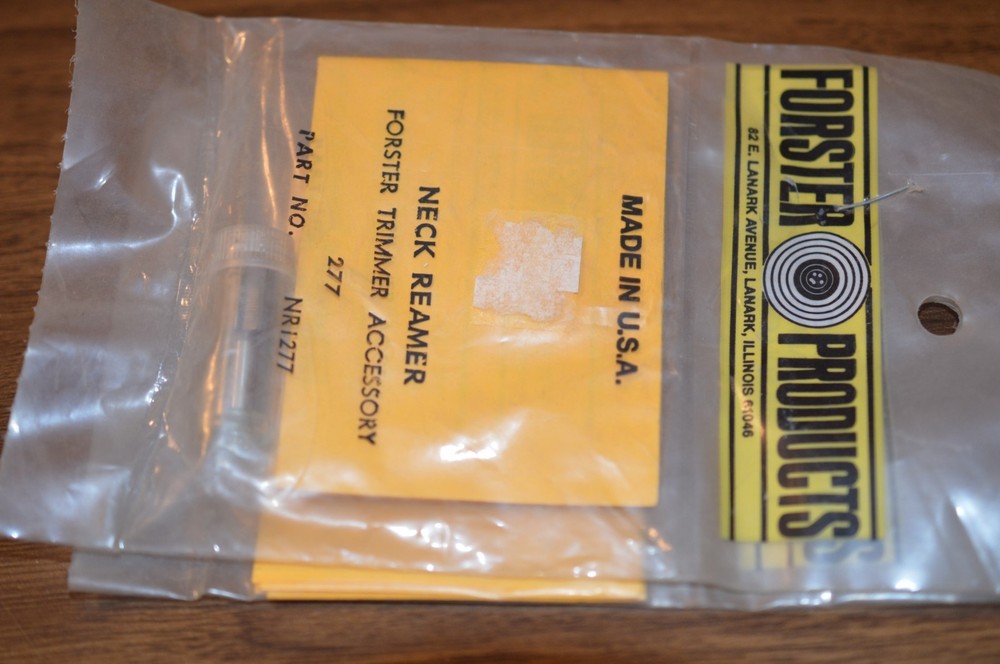 FORSTER PRODUCTS
82 E. LANARK AVENUE, LANARK, ILLINOIS 61046
MADE IN U.S.A.
NECK REAMER
FORSTER TRIMMER ACCESSORY
277
PART NO. NR1277